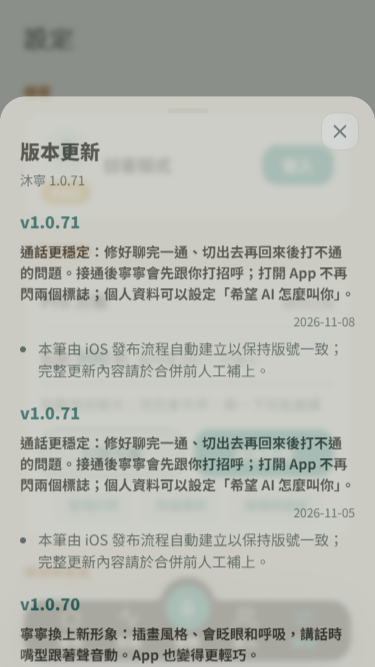 設定
版本更新
沐寧 1.0.71
v1.0.71
通話更穩定：修好聊完一通、切出去再回來後打不通
的問題。接通後寧寧會先跟你打招呼；打開 App 不再
閃兩個標誌；個人資料可以設定「希望 AI 怎麼叫你」。
2026-11-08
本筆由 iOS 發布流程自動建立以保持版號一致；
完整更新內容請於合併前人工補上。
v1.0.71
通話更穩定：修好聊完一通、切出去再回來後打不通
的問題。接通後寧寧會先跟你打招呼；打開 App 不再
閃兩個標誌；個人資料可以設定「希望 AI 怎麼叫你」。
2026-11-05
本筆由 iOS 發布流程自動建立以保持版號一致；
完整更新內容請於合併前人工補上。
v1.0.70
寧寧換上新形象：插畫風格、會眨眼和呼吸，講話時
嘴型跟著聲音動。App 也變得更輕巧。